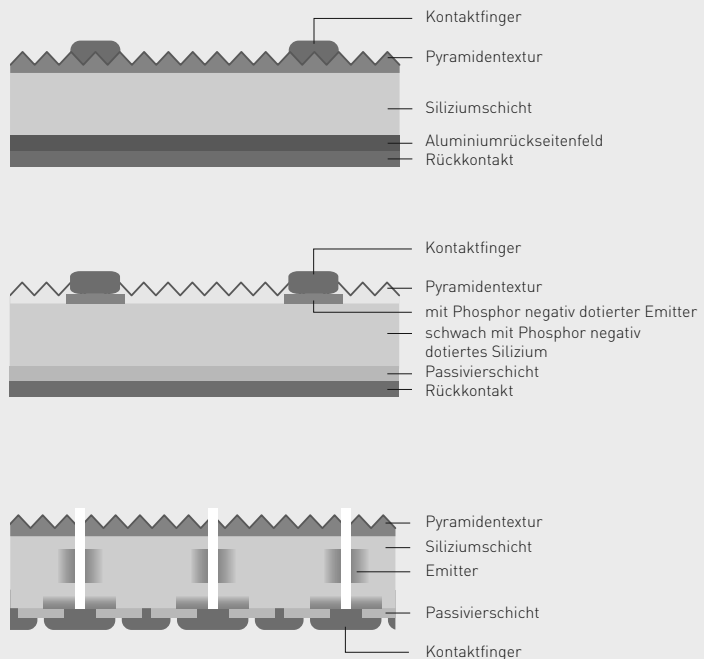 Kontaktfinger
Pyramidentextur
Siliziumschicht
Aluminiumrückseitenfeld
Rückkontakt
Kontaktfinger
Pyramidentextur
mit Phosphor negativ dotierter Emitter
schwach mit Phosphor negativ
dotiertes Silizium
Passivierschicht
Rückkontakt
Pyramidentextur
Siliziumschicht
Emitter
Passivierschicht
Kontaktfinger